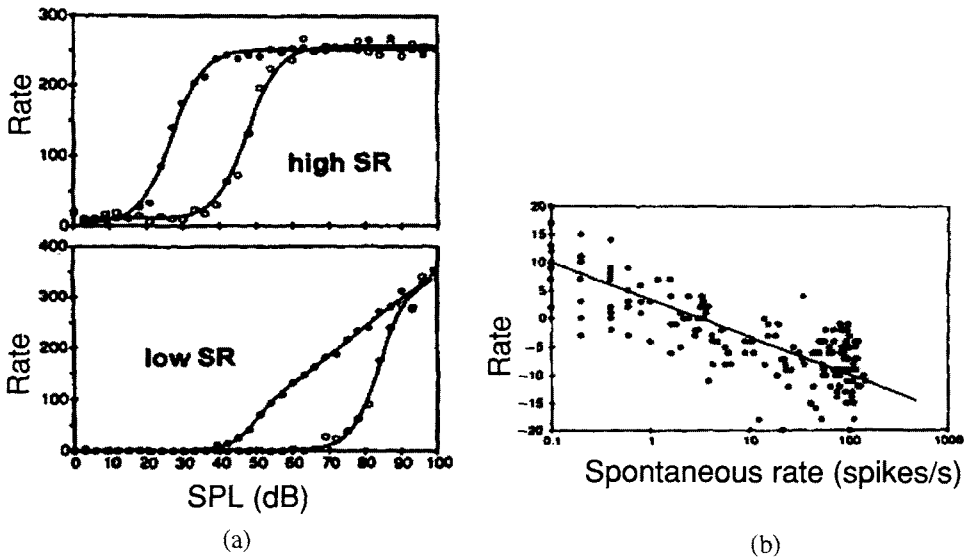 300
200
100
0
Rate
high SR
400
300
200
100
0
Rate
low SR
0 10 20 30 40 50 60 70 80 90 100
SPL (dB)
(a)
20
15
10
5
0
-5
-10
-15
-20
Rate
0.1 1 10 100 1000
Spontaneous rate (spikes/s)
(b)